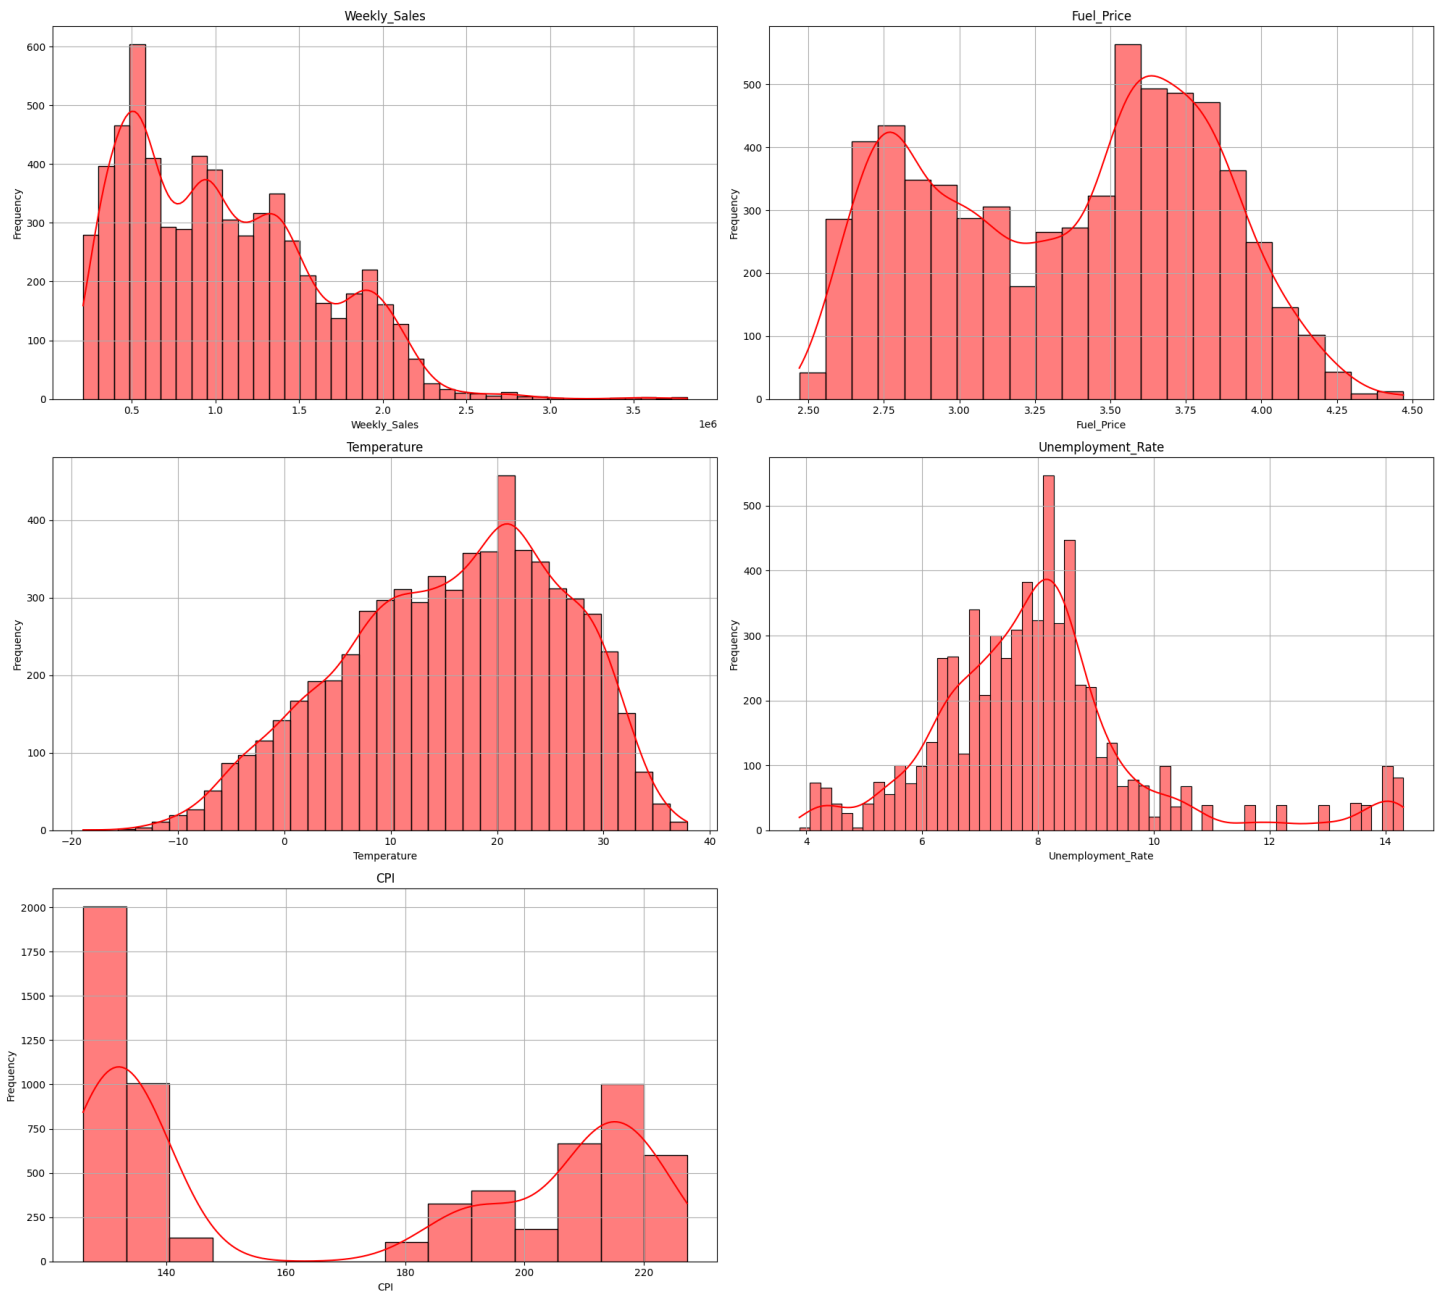 Weekly_Sales
Frequency
600
500
400
300
200
100
0
0.5 1.0 1.5 2.0 2.5 3.0 3.5
1e6
Weekly_Sales
Fuel_Price
Frequency
500
400
300
200
100
0
2.50 2.75 3.00 3.25 3.50 3.75 4.00 4.25 4.50
Fuel_Price
Temperature
Frequency
400
300
200
100
0
−20 −10 0 10 20 30 40
Temperature
Unemployment_Rate
Frequency
500
400
300
200
100
0
4 6 8 10 12 14
Unemployment_Rate
CPI
Frequency
2000
1750
1500
1250
1000
750
500
250
0
140 160 180 200 220
CPI